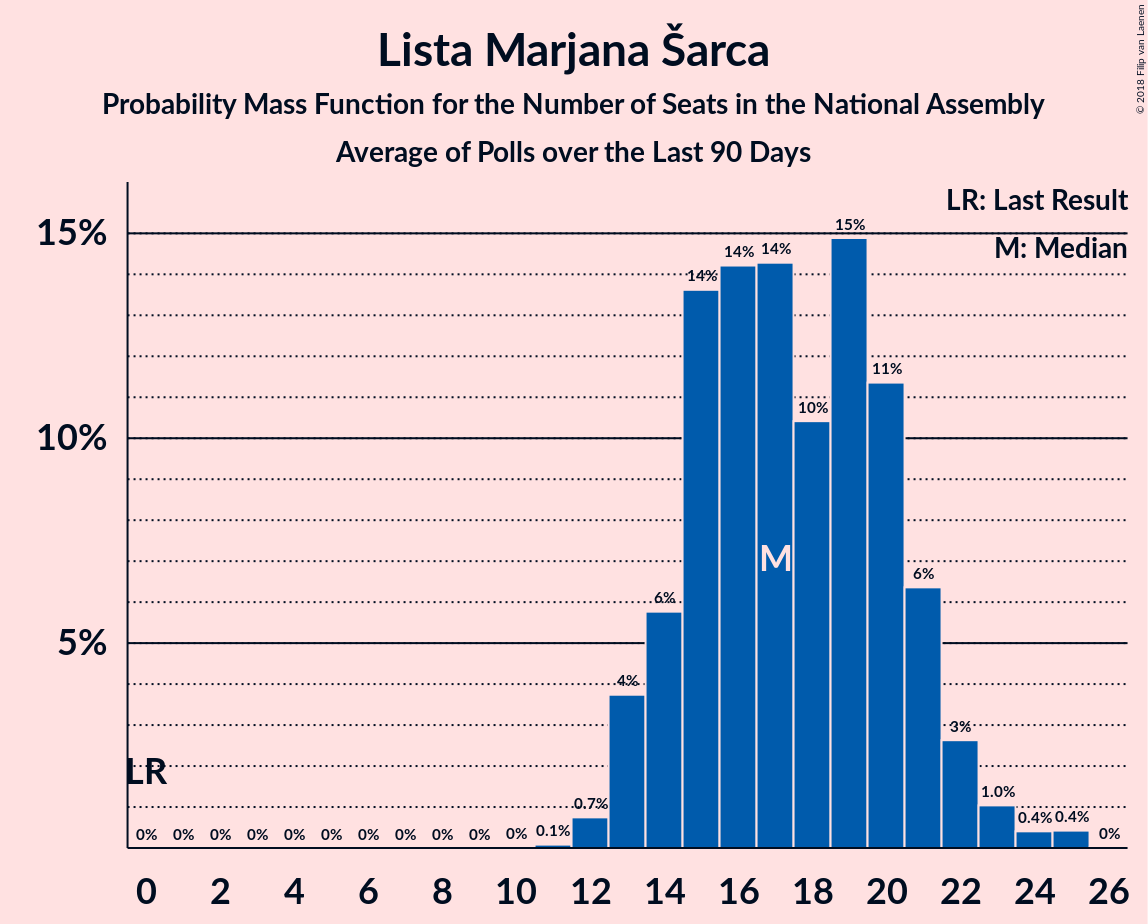 Lista Marjana Šarca
Probability Mass Function for the Number of Seats in the National Assembly
Average of Polls over the Last 90 Days
© 2018 Filip van Laenen
LR: Last Result
M: Median
15%
10%
5%
0% 0% 0% 0% 0% 0% 0% 0% 0% 0% 0% 0.1% 0.7% 4% 6% 14% 14% 14% 10% 15% 11% 6% 3% 1.0% 0.4% 0.4% 0%
M
LR
0 2 4 6 8 10 12 14 16 18 20 22 24 26